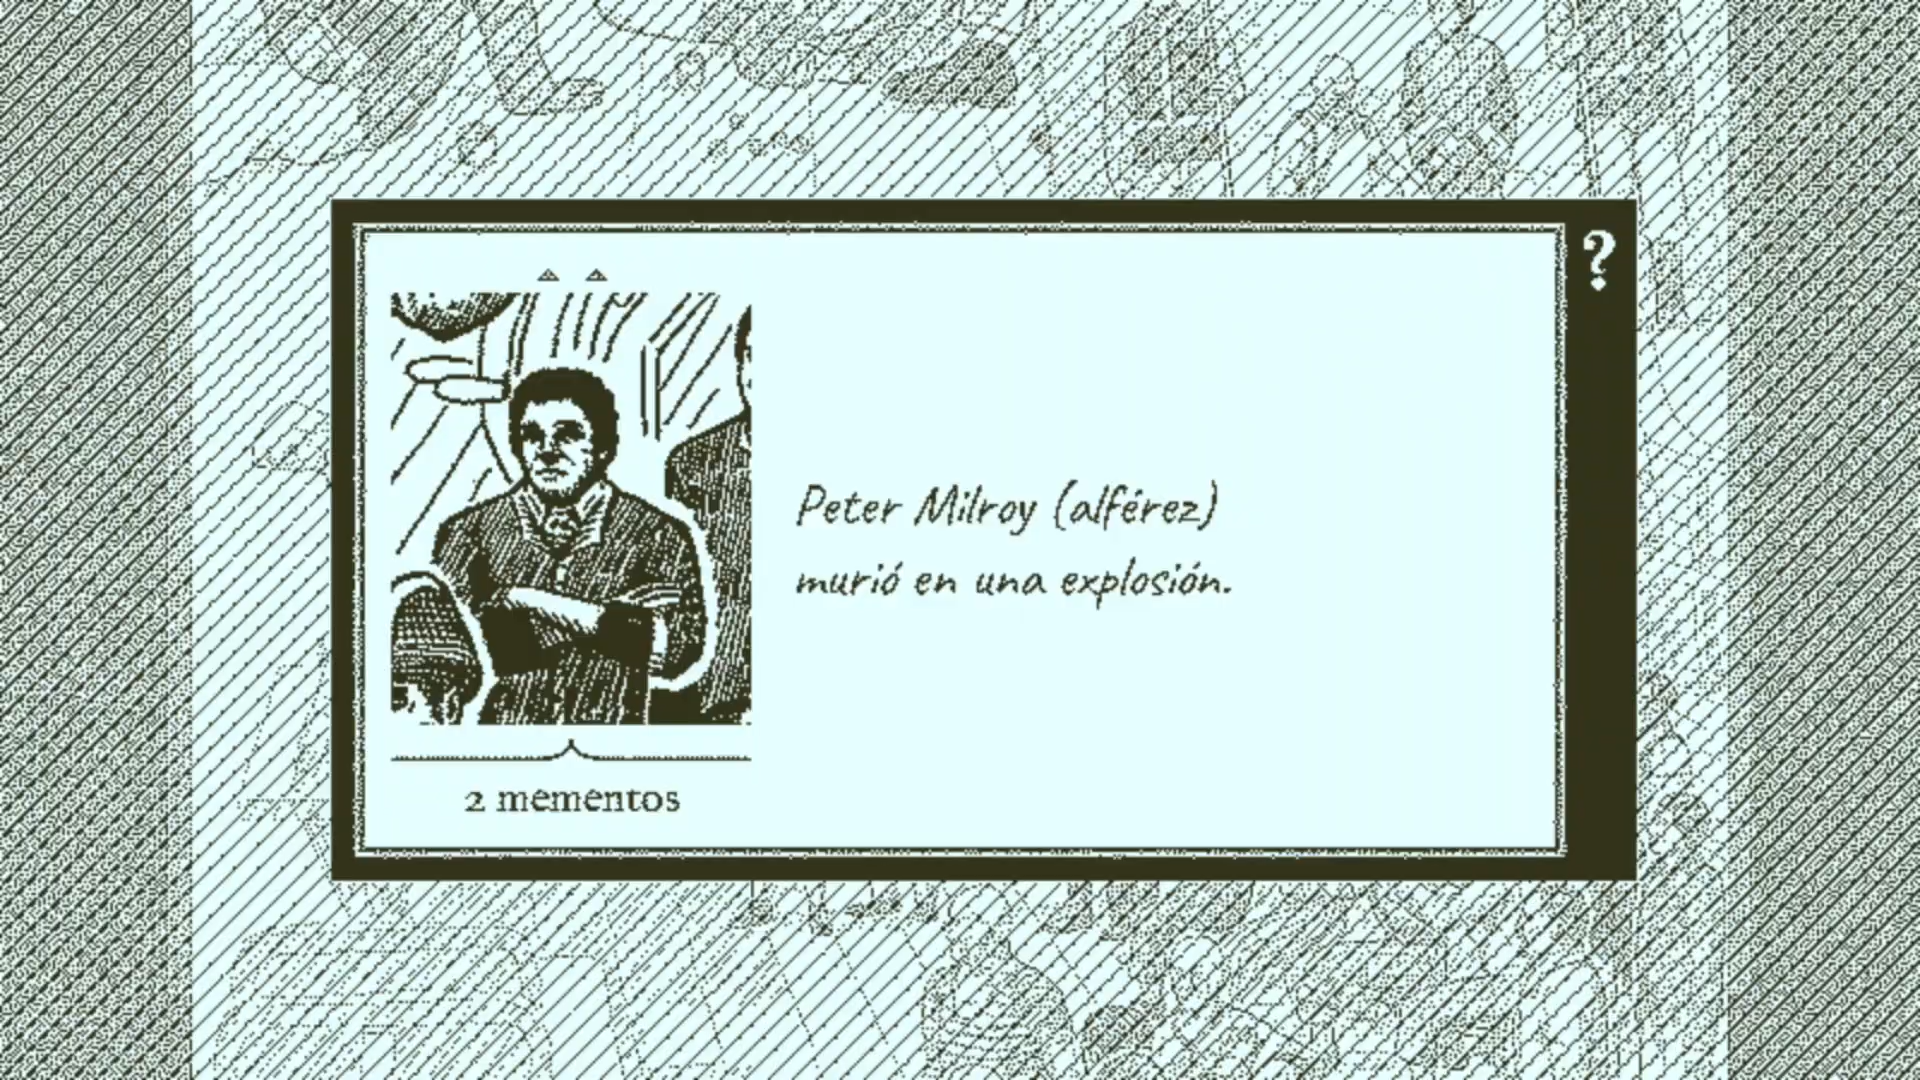 ?
Peter Milroy (alférez)
murió en una explosión.
2 mementos